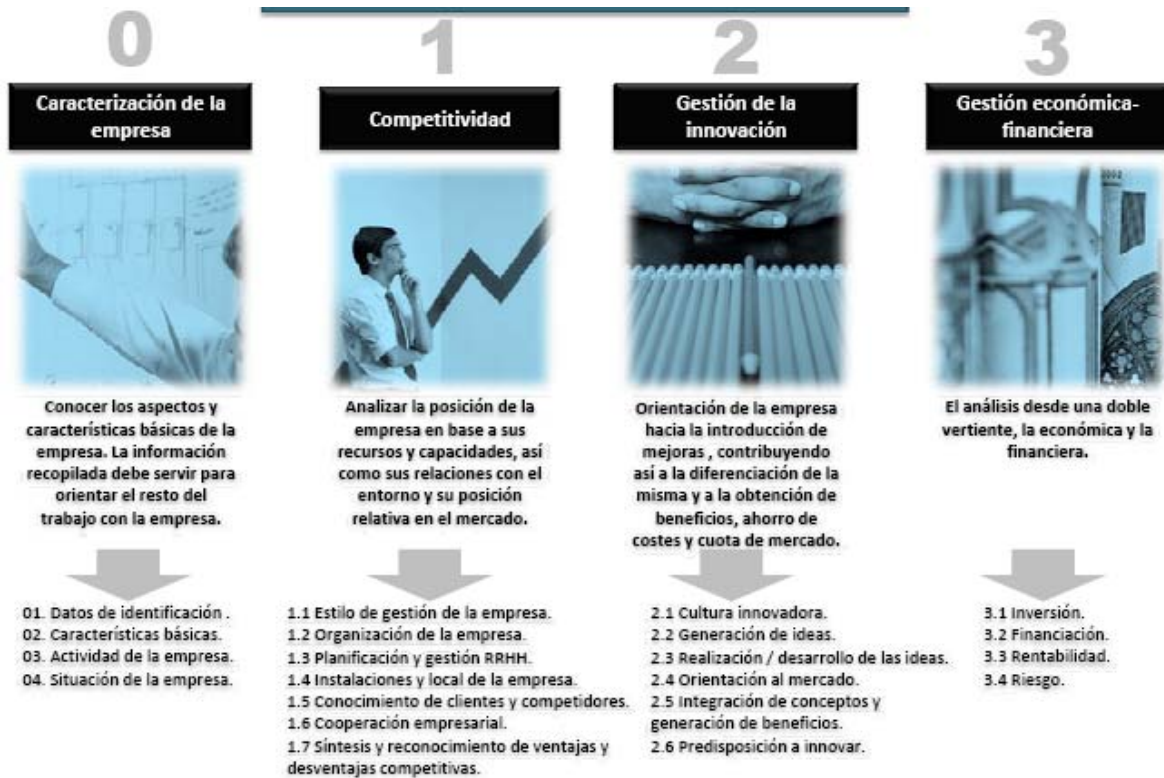 0
Caracterización de la
empresa
Conocer los aspectos y
características básicas de la
empresa. La información
recopilada debe servir para
orientar el resto del
trabajo con la empresa.
01. Datos de identificación .
02. Características básicas.
03. Actividad de la empresa.
04. Situación de la empresa.
1
Competitividad
Analizar la posición de la
empresa en base a sus
recursos y capacidades, así
como sus relaciones con el
entorno y su posición
relativa en el mercado.
1.1 Estilo de gestión de la empresa.
1.2 Organización de la empresa.
1.3 Planificación y gestión RRHH.
1.4 Instalaciones y local de la empresa.
1.5 Conocimiento de clientes y competidores.
1.6 Cooperación empresarial.
1.7 Síntesis y reconocimiento de ventajas y
desventajas competitivas.
2
Gestión de la
innovación
Orientación de la empresa
hacia la introducción de
mejoras , contribuyendo
así a la diferenciación de la
misma y a la obtención de
beneficios, ahorro de
costes y cuota de mercado.
2.1 Cultura innovadora.
2.2 Generación de ideas.
2.3 Realización / desarrollo de las ideas.
2.4 Orientación al mercado.
2.5 Integración de conceptos y
generación de beneficios.
2.6 Predisposición a innovar.
3
Gestión económica-
financiera
El análisis desde una doble
vertiente, la económica y la
financiera.
3.1 Inversión.
3.2 Financiación.
3.3 Rentabilidad.
3.4 Riesgo.